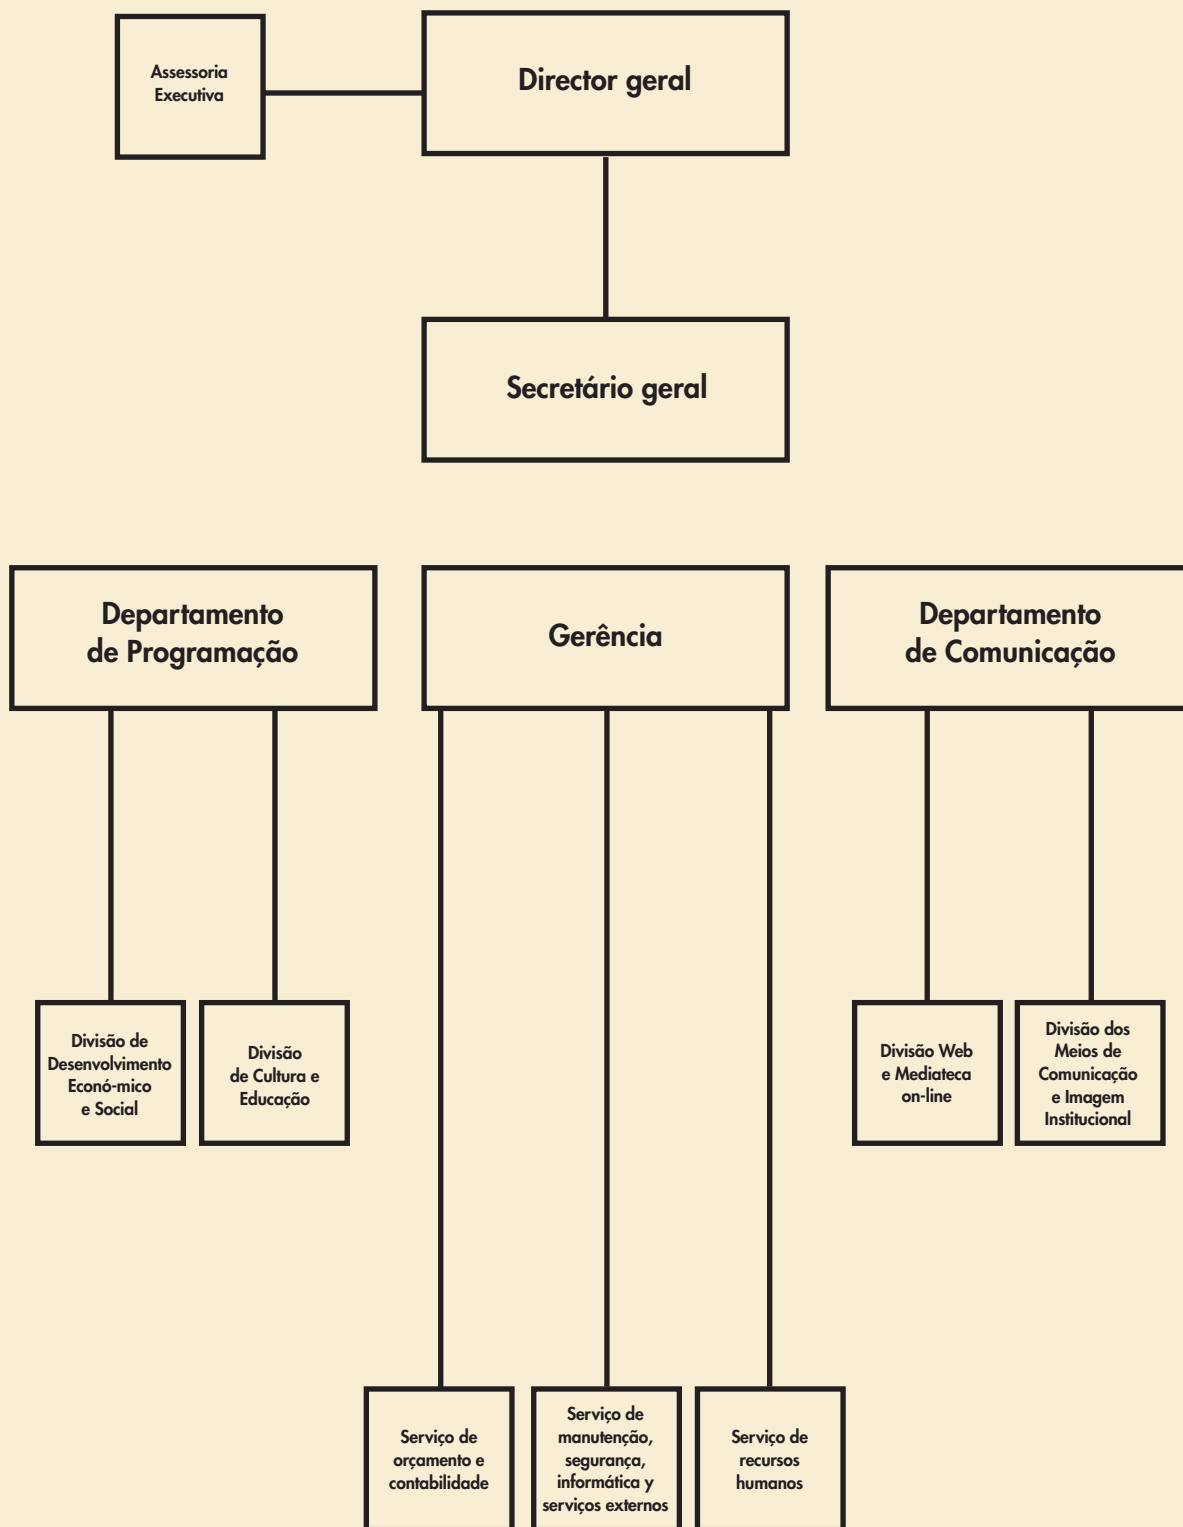 Assessoria
Executiva
Director geral
Secretário geral
Departamento
de Programação
Gerência
Departamento
de Comunicação
Divisão de
Desenvolvimento
Econó-mico
e Social
Divisão
de Cultura e
Educação
Divisão Web
e Mediateca
on-line
Divisão dos
Meios de
Comunicação
e Imagem
Institucional
Serviço de
orçamento e
contabilidade
Serviço de
manutenção,
segurança,
informática y
serviços externos
Serviço de
recursos
humanos